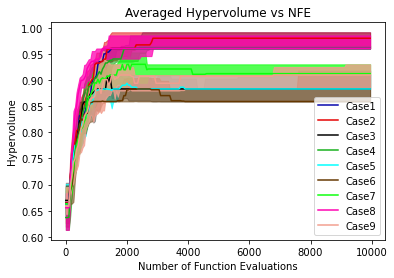 Averaged Hypervolume vs NFE
1.00
0.95
0.90
0.85
0.80
0.75
0.70
0.65
0.60
Hypervolume
Case1
Case2
Case3
Case4
Case5
Case6
Case7
Case8
Case9
0
2000
4000
6000
8000
10000
Number of Function Evaluations